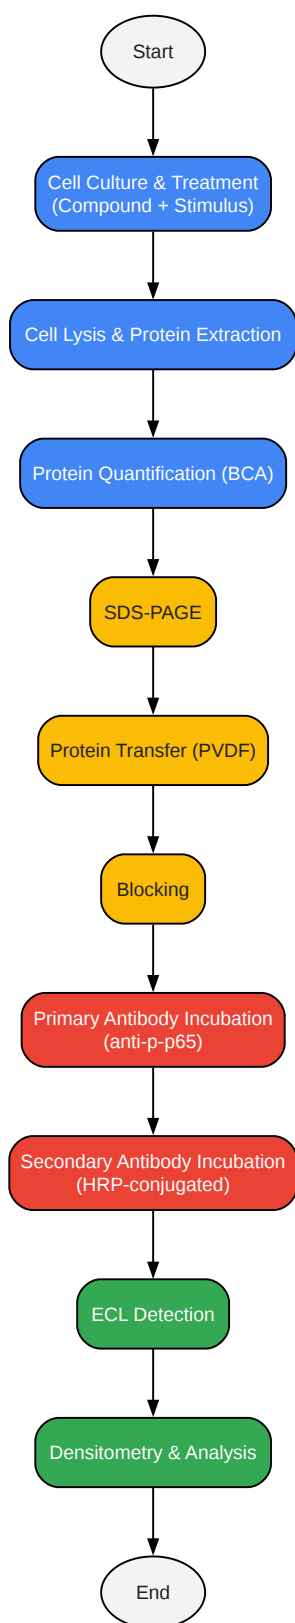 Start
Cell Culture & Treatment
(Compound + Stimulus)
Cell Lysis & Protein Extraction
Protein Quantification (BCA)
SDS-PAGE
Protein Transfer (PVDF)
Blocking
Primary Antibody Incubation
(anti-p-p65)
Secondary Antibody Incubation
(HRP-conjugated)
ECL Detection
Densitometry & Analysis
End